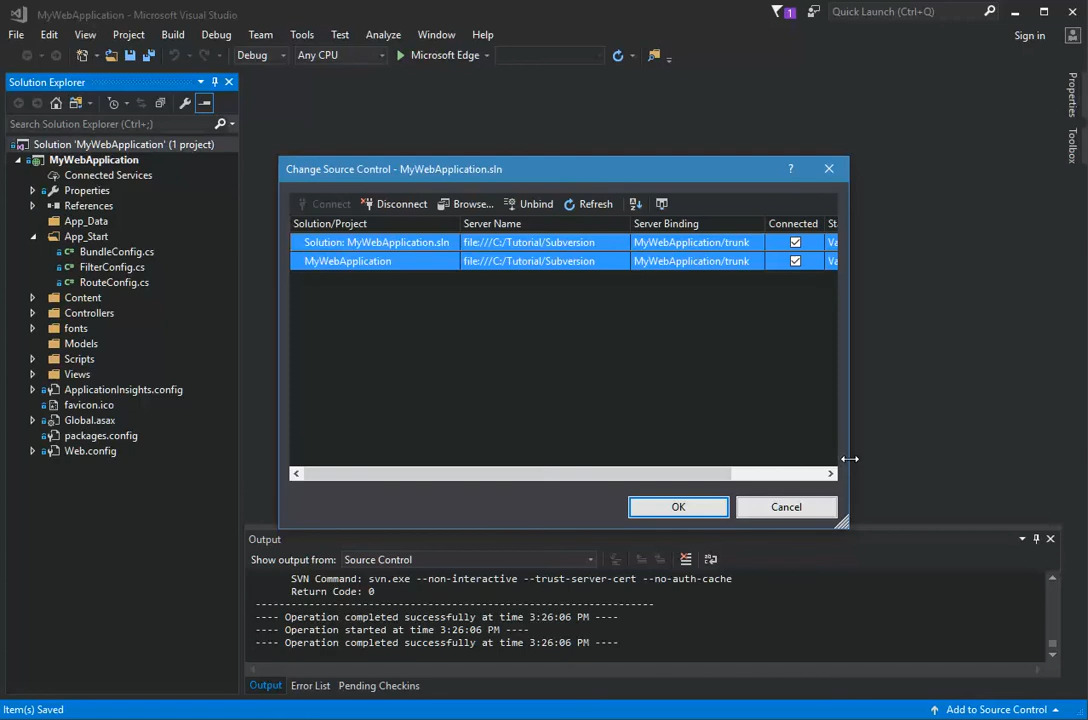 MyWebApplication - Microsoft Visual Studio
1
Quick Launch (Ctrl+Q)
File Edit View Project Build Debug Team Tools Test Analyze Window Help
Sign in
Debug Any CPU Microsoft Edge
Solution Explorer
Search Solution Explorer (Ctrl+;)
Solution 'MyWebApplication' (1 project)
MyWebApplication
Connected Services
Properties
References
App_Data
App_Start
BundleConfig.cs
FilterConfig.cs
RouteConfig.cs
Content
Controllers
fonts
Models
Scripts
Views
ApplicationInsights.config
favicon.ico
Global.asax
packages.config
Web.config
Properties
Toolbox
Change Source Control - MyWebApplication.sln
?
Connect Disconnect Browse... Unbind Refresh
Solution/Project Server Name Server Binding Connected Sta
Solution: MyWebApplication.sln file:///C:/Tutorial/Subversion MyWebApplication/trunk Va
MyWebApplication file:///C:/Tutorial/Subversion MyWebApplication/trunk Va
OK Cancel
Output
Show output from: Source Control
SVN Command: svn.exe --non-interactive --trust-server-cert --no-auth-cache
Return Code: 0
---------------------------------------------------------------
---- Operation completed successfully at time 3:26:06 PM ----
---- Operation started at time 3:26:06 PM ----
---- Operation completed successfully at time 3:26:06 PM ----
Output Error List Pending Checkins
Item(s) Saved
Add to Source Control